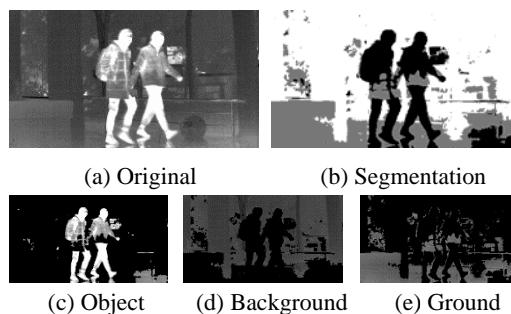 (a) Original
(b) Segmentation
(c) Object
(d) Background
(e) Ground